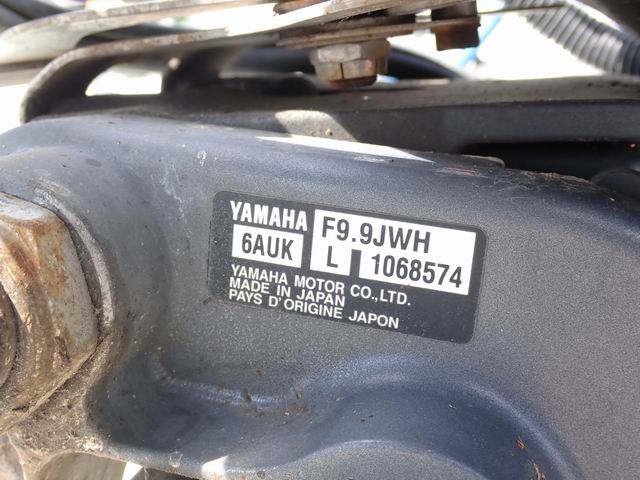 YAMAHA F9.9JWH
6AUK L 1068574
YAMAHA MOTOR CO.,LTD.
MADE IN JAPAN
PAYS D'ORIGINE JAPON